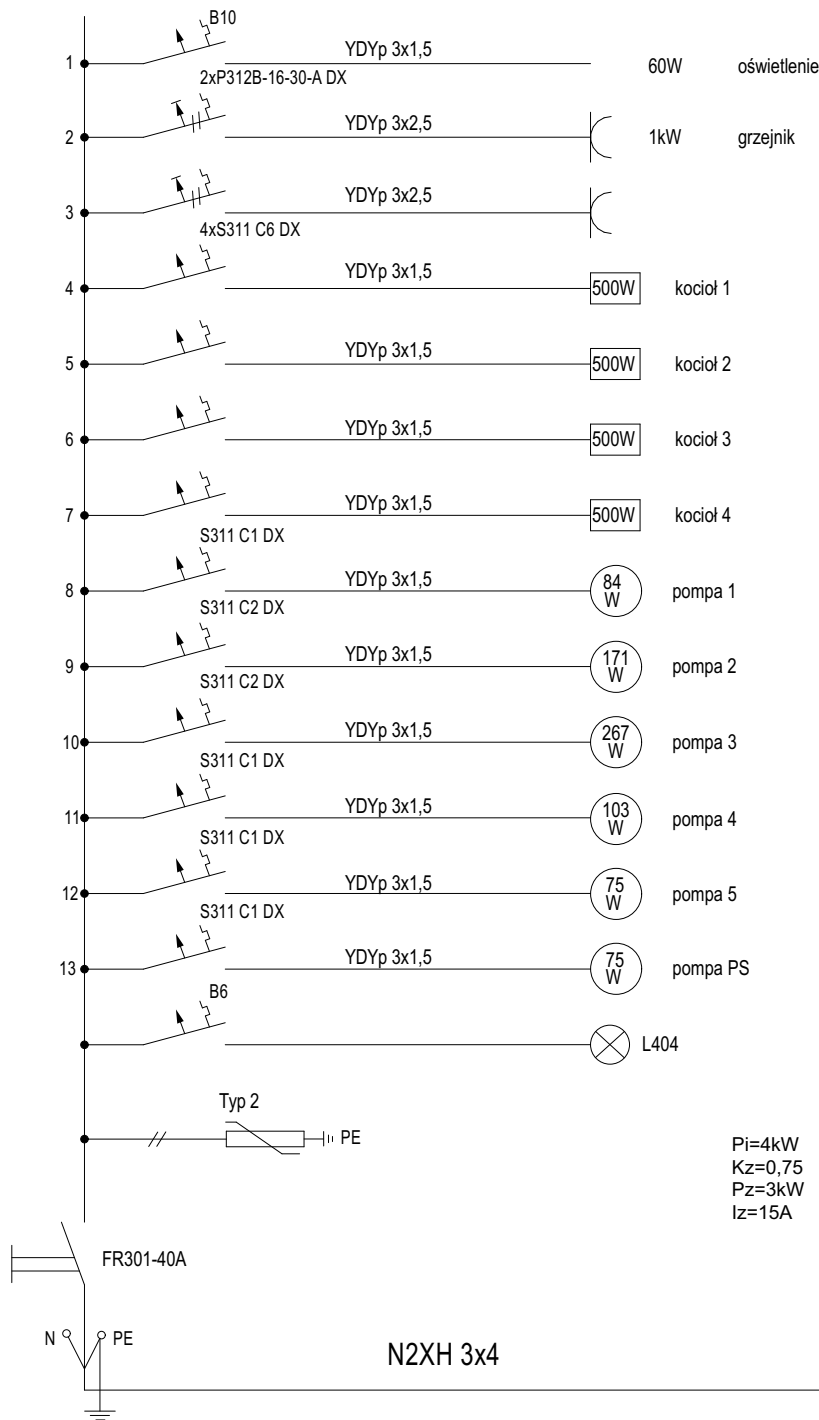 B10
1 YDYp 3x1,5 60W oświetlenie
2xP312B-16-30-A DX
2 YDYp 3x2,5 1kW grzejnik
3 YDYp 3x2,5
4xS311 C6 DX
4 YDYp 3x1,5 500W kocioł 1
5 YDYp 3x1,5 500W kocioł 2
6 YDYp 3x1,5 500W kocioł 3
7 YDYp 3x1,5 500W kocioł 4
S311 C1 DX
8 YDYp 3x1,5 84 W pompa 1
S311 C2 DX
9 YDYp 3x1,5 171 W pompa 2
S311 C2 DX
10 YDYp 3x1,5 267 W pompa 3
S311 C1 DX
11 YDYp 3x1,5 103 W pompa 4
S311 C1 DX
12 YDYp 3x1,5 75 W pompa 5
S311 C1 DX
13 YDYp 3x1,5 75 W pompa PS
B6
L404
Typ 2
PE
Pi=4kW
Kz=0,75
Pz=3kW
Iz=15A
FR301-40A
N PE
N2XH 3x4